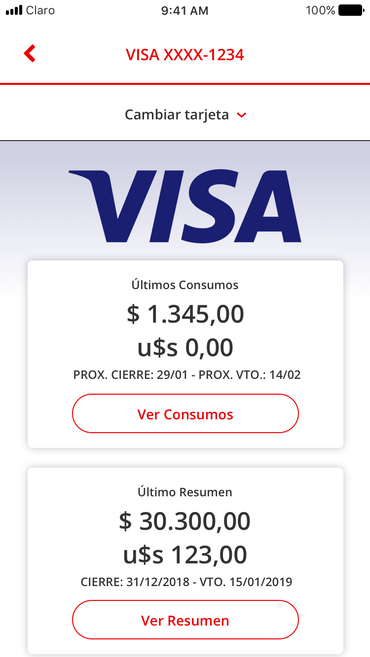 Claro 9:41 AM 100%
VISA XXXX-1234
Cambiar tarjeta
VISA
Últimos Consumos
$ 1.345,00
u$s 0,00
PROX. CIERRE: 29/01 - PROX. VTO.: 14/02
Ver Consumos
Último Resumen
$ 30.300,00
u$s 123,00
CIERRE: 31/12/2018 - VTO. 15/01/2019
Ver Resumen